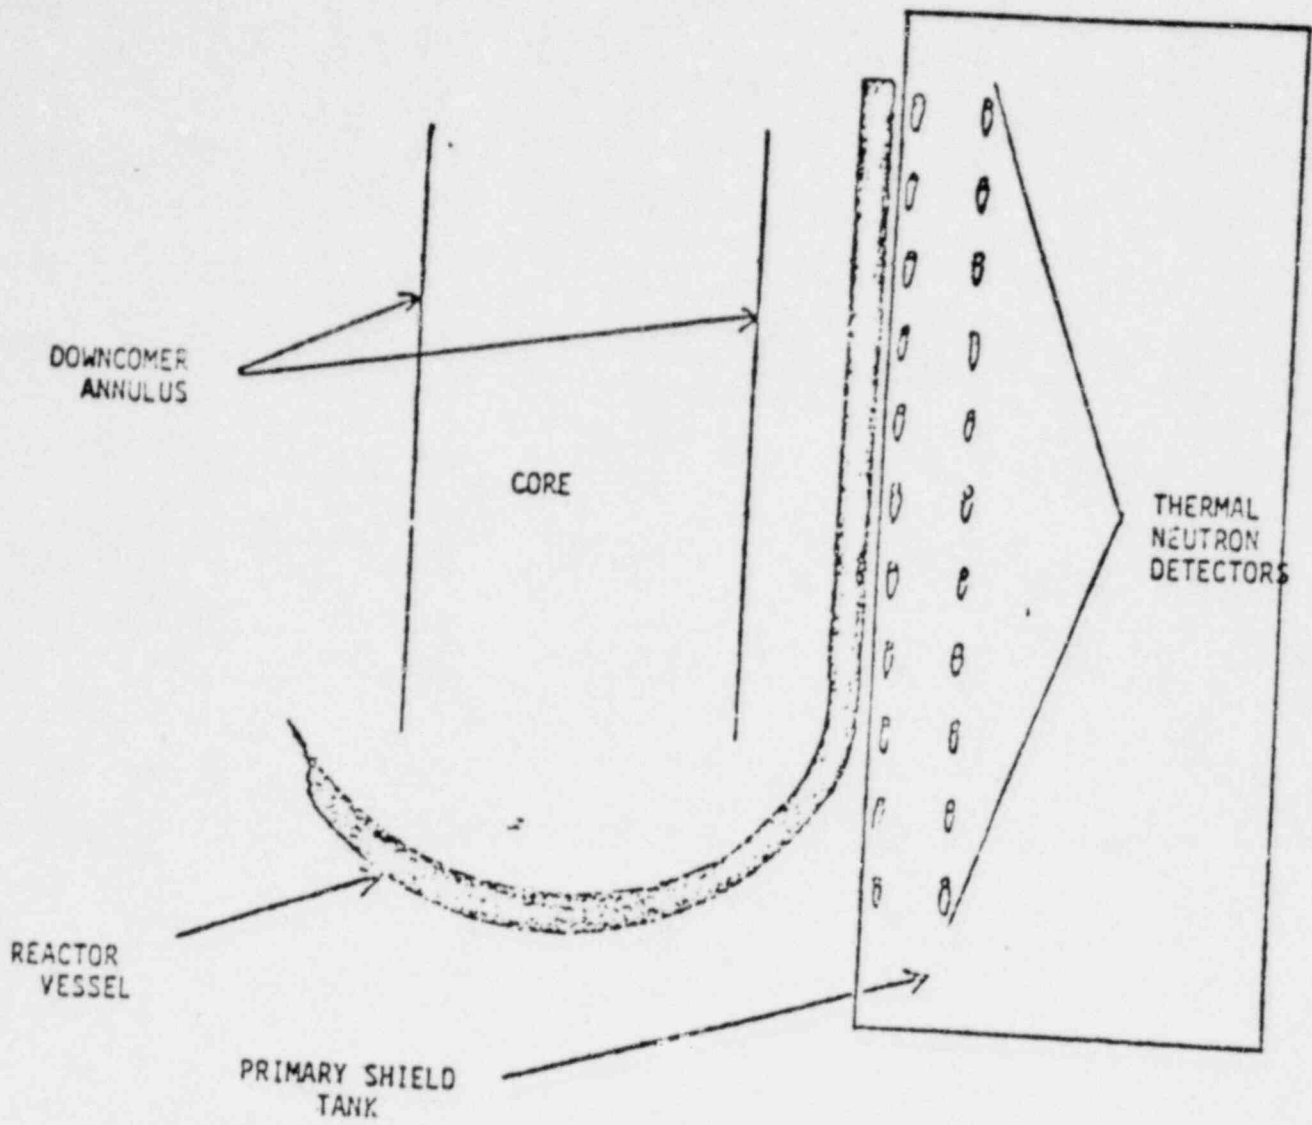 DOWNCOMER
ANNULUS
CORE
THERMAL
NEUTRON
DETECTORS
REACTOR
VESSEL
PRIMARY SHIELD
TANK